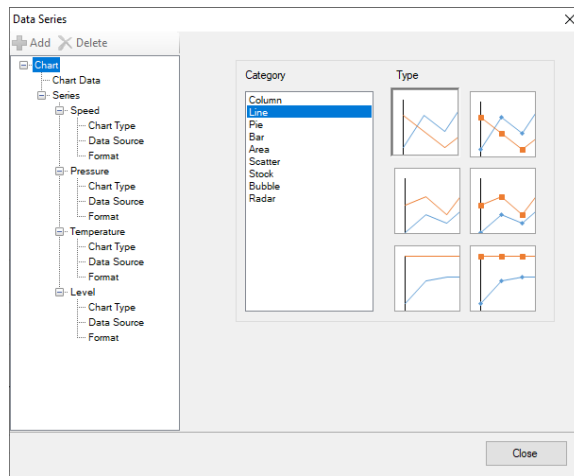 Data Series
Add Delete
Chart
Chart Data
Series
Speed
Chart Type
Data Source
Format
Pressure
Chart Type
Data Source
Format
Temperature
Chart Type
Data Source
Format
Level
Chart Type
Data Source
Format
Category
Column
Line
Pie
Bar
Area
Scatter
Stock
Bubble
Radar
Type
Close